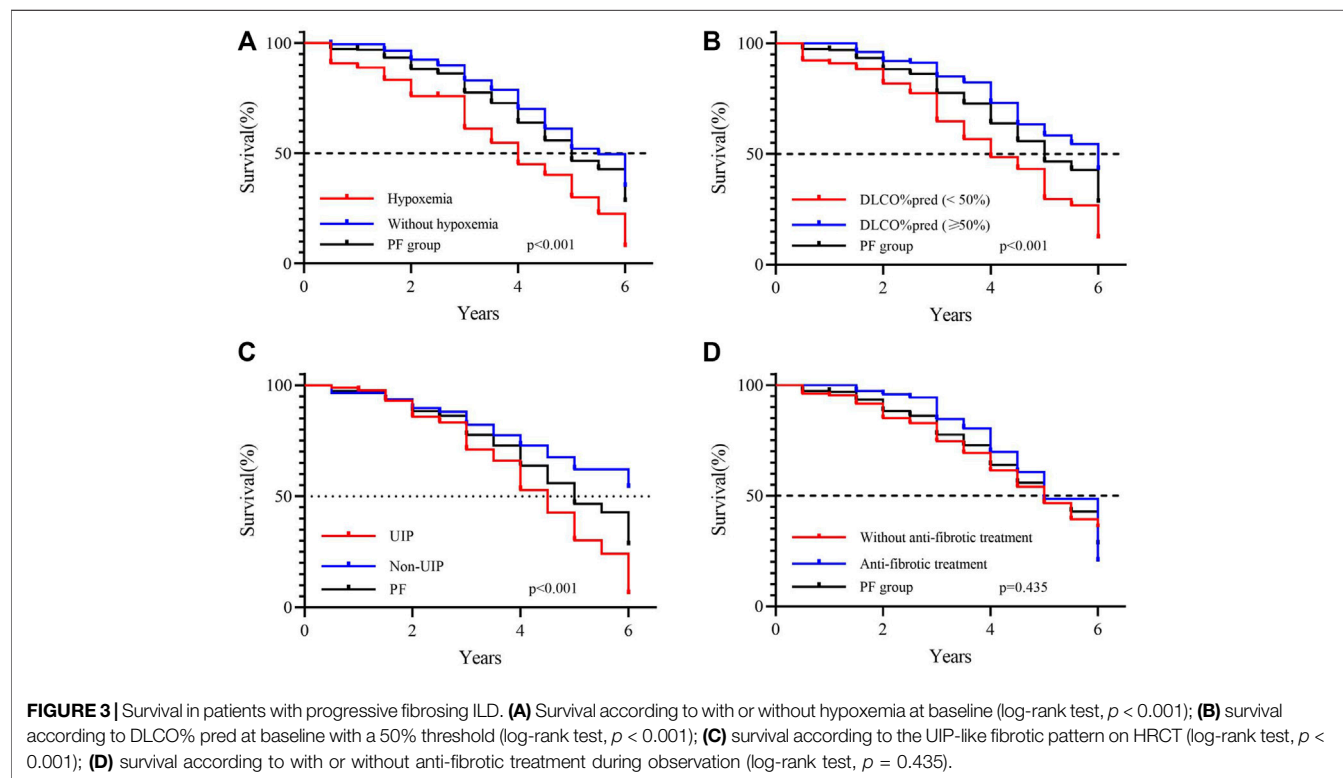 A
100
50
0
Survival(%)
Hypoxemia
Without hypoxemia
PF group
p<0.001
0
2
4
6
Years
B
100
50
0
Survival(%)
DLCO%pred (< 50%)
DLCO%pred (⩾50%)
PF group
p<0.001
0
2
4
6
Years
C
100
50
0
Survival(%)
UIP
Non-UIP
PF
p<0.001
0
2
4
6
Years
D
100
50
0
Survival(%)
Without anti-fibrotic treatment
Anti-fibrotic treatment
PF group
p=0.435
0
2
4
6
Years
FIGURE 3 | Survival in patients with progressive fibrosing ILD. (A) Survival according to with or without hypoxemia at baseline (log-rank test, p < 0.001); (B) survival
according to DLCO% pred at baseline with a 50% threshold (log-rank test, p < 0.001); (C) survival according to the UIP-like fibrotic pattern on HRCT (log-rank test, p <
0.001); (D) survival according to with or without anti-fibrotic treatment during observation (log-rank test, p = 0.435).